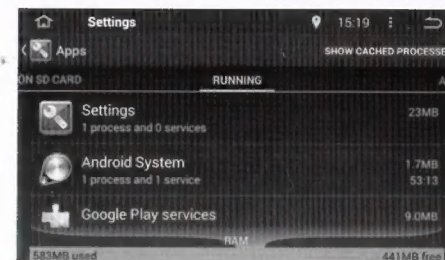 Settings 15:19
Apps SHOW CACHED PROCESSE
ON SD CARD RUNNING A
Settings 23MB
1 process and 0 services
Android System 1.7MB
1 process and 1 service 53:13
Google Play services 9.0MB
RAM
583MB used 441MB free